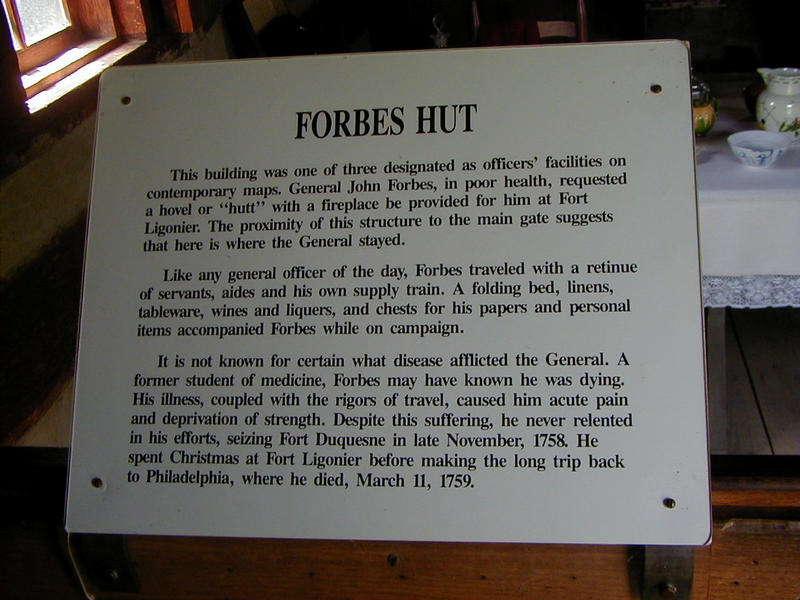 FORBES HUT
This building was one of three designated as officers' facilities on
contemporary maps. General John Forbes, in poor health, requested
a hovel or "hutt" with a fireplace be provided for him at Fort
Ligonier. The proximity of this structure to the main gate suggests
that here is where the General stayed.
Like any general officer of the day, Forbes traveled with a retinue
of servants, aides and his own supply train. A folding bed, linens,
tableware, wines and liquers, and chests for his papers and personal
items accompanied Forbes while on campaign.
It is not known for certain what disease afflicted the General. A
former student of medicine, Forbes may have known he was dying.
His illness, coupled with the rigors of travel, caused him acute pain
and deprivation of strength. Despite this suffering, he never relented
in his efforts, seizing Fort Duquesne in late November, 1758. He
spent Christmas at Fort Ligonier before making the long trip back
to Philadelphia, where he died, March 11, 1759.